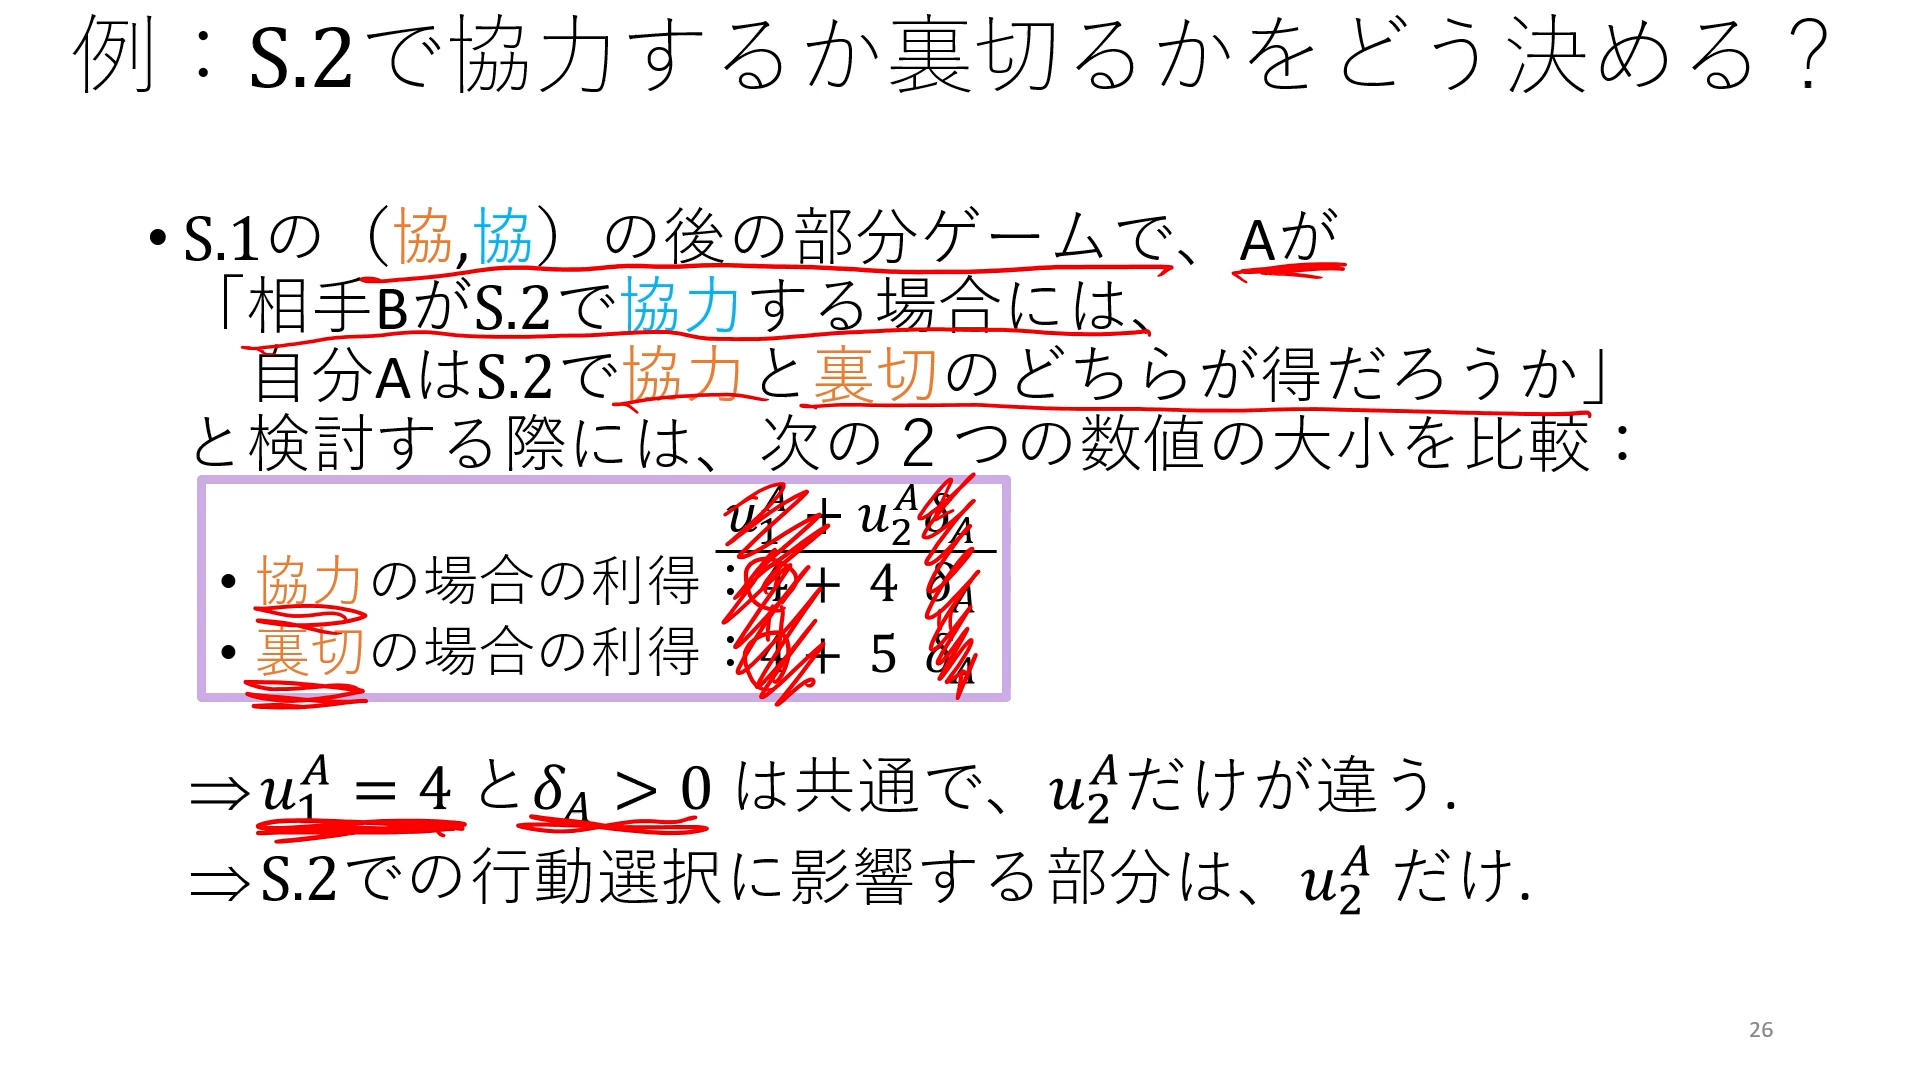 例：S.2で協力するか裏切るかをどう決める？
• S.1の（協,協）の後の部分ゲームで、Aが
「相手BがS.2で協力する場合には、
自分AはS.2で協力と裏切のどちらが得だろうか」
と検討する際には、次の２つの数値の大小を比較：
u₁ᴬ + u₂ᴬδ_A
• 協力の場合の利得：4 + 4 δ_A
• 裏切の場合の利得：4 + 5 δ_A
⇒u₁ᴬ = 4 とδ_A > 0 は共通で、u₂ᴬだけが違う.
⇒S.2での行動選択に影響する部分は、u₂ᴬ だけ.
26